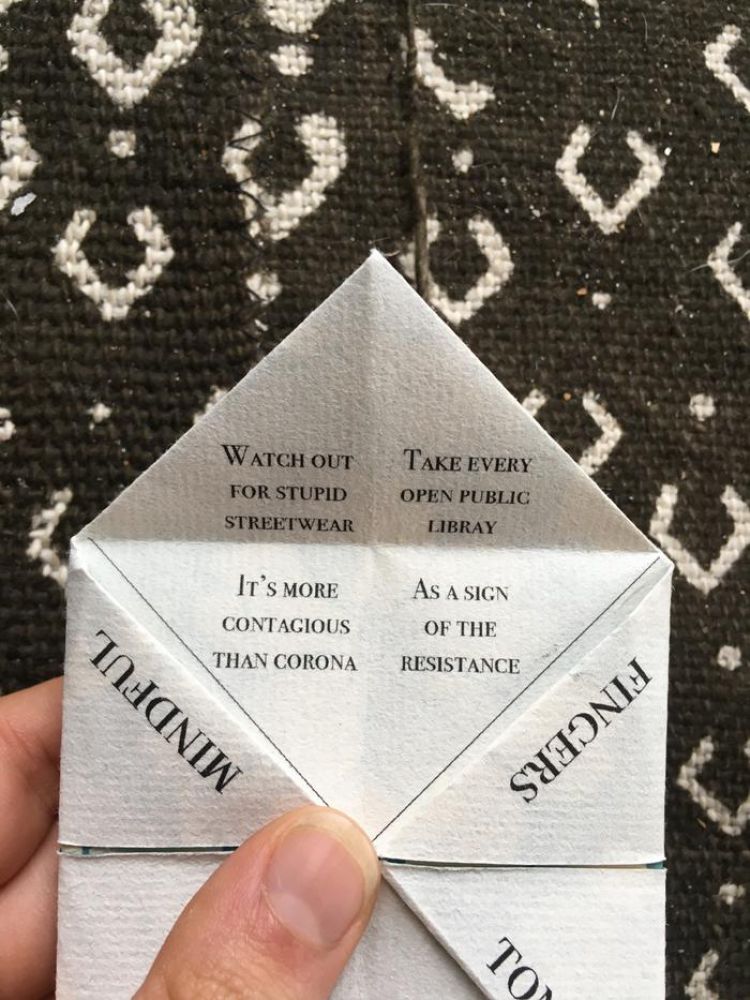 WATCH OUT
FOR STUPID
STREETWEAR
TAKE EVERY
OPEN PUBLIC
LIBRAY
IT'S MORE
CONTAGIOUS
THAN CORONA
AS A SIGN
OF THE
RESISTANCE
MINDFUL
FINGERS